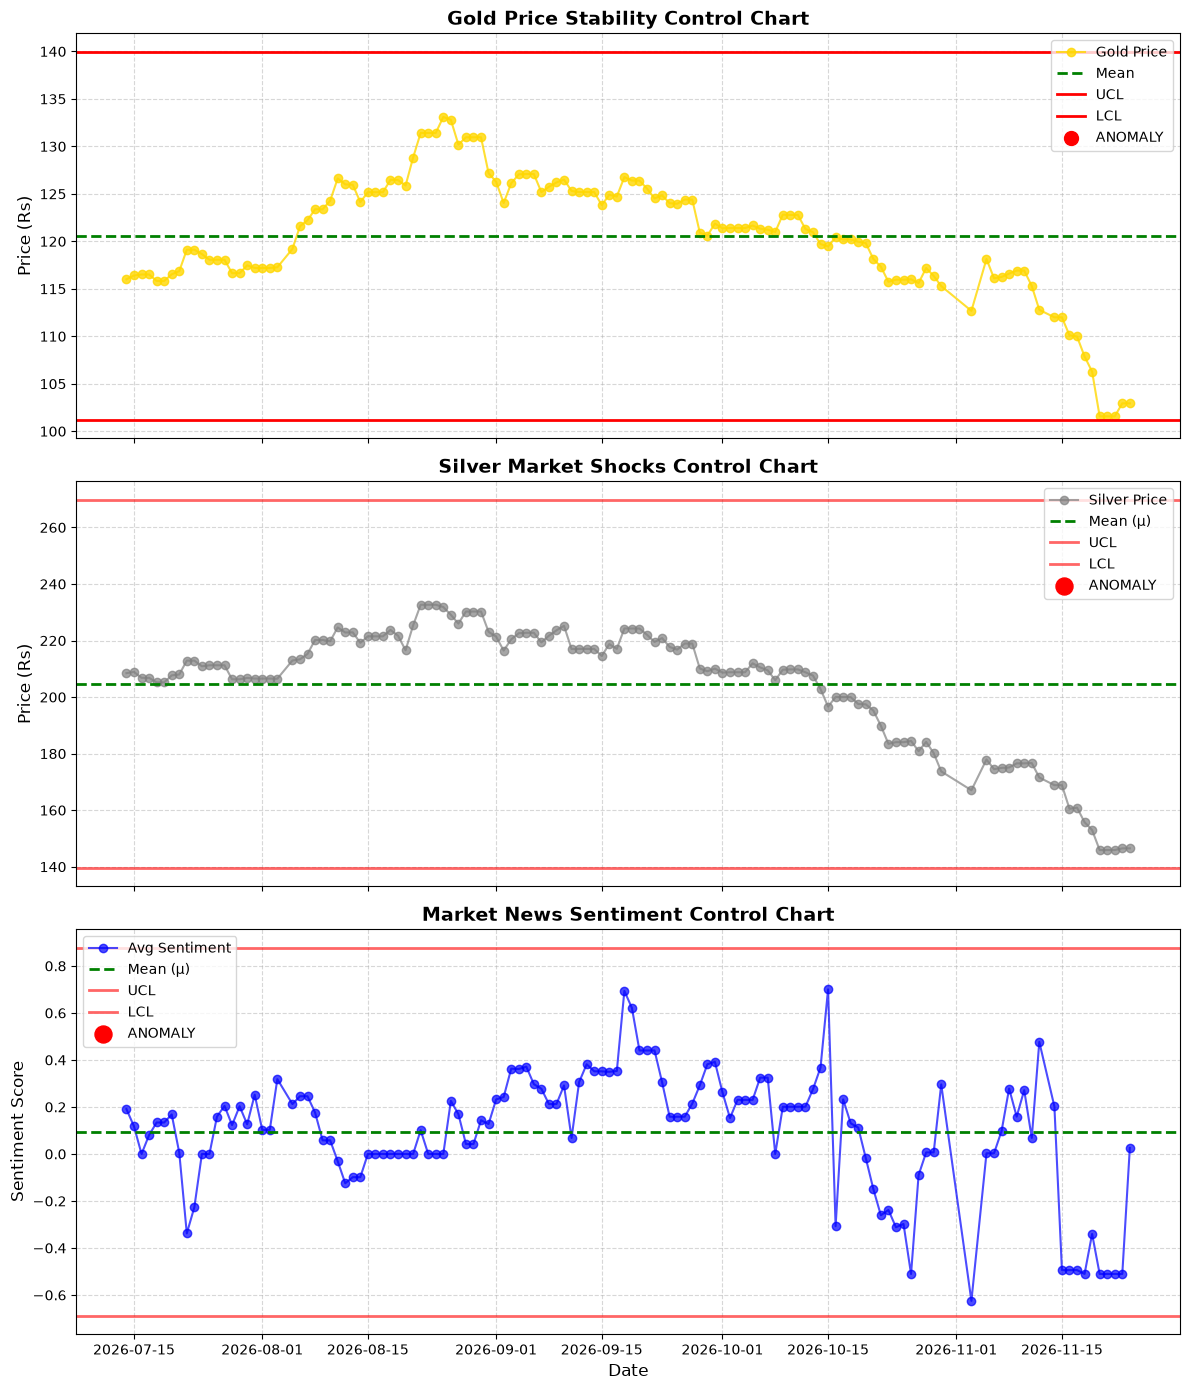 Gold Price Stability Control Chart
Price (Rs)
140
135
130
125
120
115
110
105
100
Gold Price
Mean
UCL
LCL
ANOMALY
Silver Market Shocks Control Chart
Price (Rs)
260
240
220
200
180
160
140
Silver Price
Mean (μ)
UCL
LCL
ANOMALY
Market News Sentiment Control Chart
Sentiment Score
0.8
0.6
0.4
0.2
0.0
−0.2
−0.4
−0.6
Avg Sentiment
Mean (μ)
UCL
LCL
ANOMALY
2026-07-15 2026-08-01 2026-08-15 2026-09-01 2026-09-15 2026-10-01 2026-10-15 2026-11-01 2026-11-15
Date